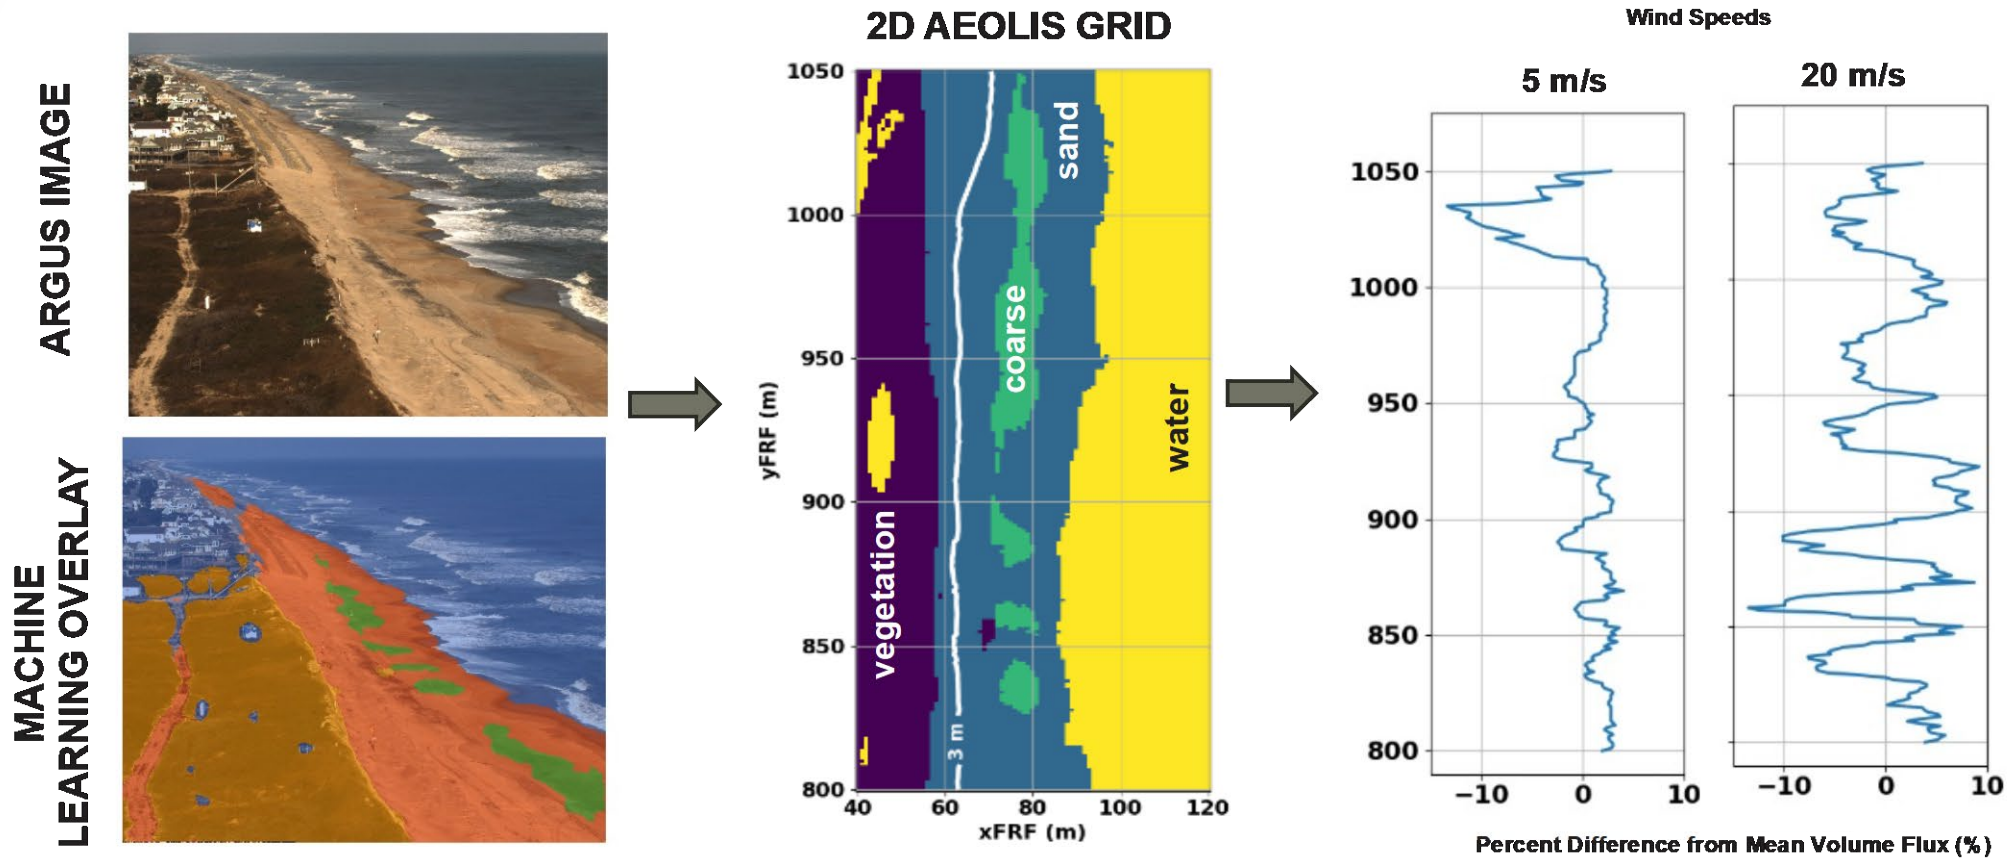 ARGUS IMAGE
MACHINE
LEARNING OVERLAY
2D AEOLIS GRID
1050
1000
950
900
850
800
yFRF (m)
40 60 80 100 120
xFRF (m)
vegetation
3 m
coarse
sand
water
Wind Speeds
5 m/s
20 m/s
1050
1000
950
900
850
800
−10 0 10
−10 0 10
Percent Difference from Mean Volume Flux (%)